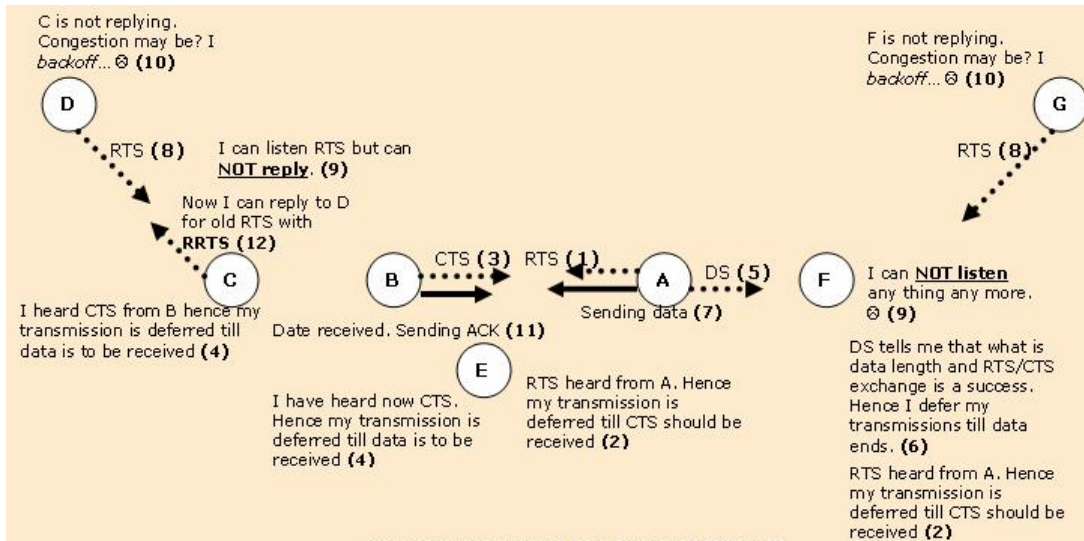 C is not replying.
Congestion may be? I
backoff... ☹ (10)
F is not replying.
Congestion may be? I
backoff... ☹ (10)
D
G
RTS (8)
I can listen RTS but can
NOT reply. (9)
RTS (8)
Now I can reply to D
for old RTS with
RRTS (12)
C
B
CTS (3)
RTS (1)
A
DS (5)
F
I can NOT listen
any thing any more.
☹ (9)
I heard CTS from B hence my
transmission is deferred till
data is to be received (4)
Sending data (7)
Date received. Sending ACK (11)
E
DS tells me that what is
data length and RTS/CTS
exchange is a success.
Hence I defer my
transmissions till data
ends. (6)
I have heard now CTS.
Hence my transmission is
deferred till data is to be
received (4)
RTS heard from A. Hence
my transmission is
deferred till CTS should be
received (2)
RTS heard from A. Hence
my transmission is
deferred till CTS should be
received (2)